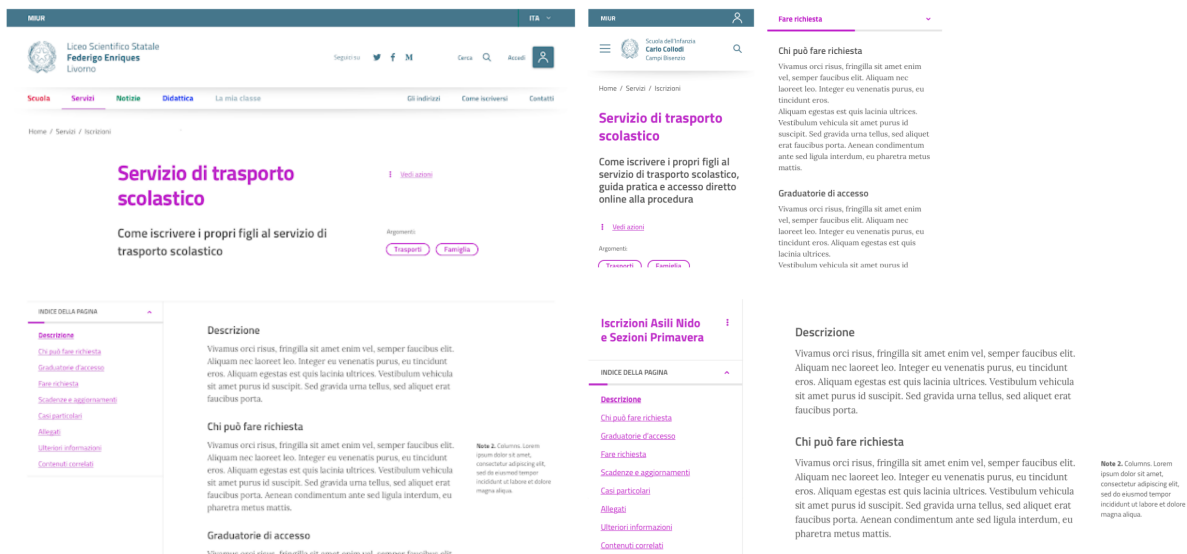 MIUR
ITA
Liceo Scientifico Statale
Federigo Enriques
Livorno
Seguici su
M
Cerca
Accedi
Scuola
Servizi
Notizie
Didattica
La mia classe
Gli indirizzi
Come iscriversi
Contatti
Home / Servizi / Iscrizioni
Servizio di trasporto
scolastico
Vedi azioni
Come iscrivere i propri figli al servizio di
trasporto scolastico
Argomenti
Trasporti
Famiglia
MIUR
Scuola dell'Infanzia
Carlo Collodi
Campi Bisenzio
Home / Servizi / Iscrizioni
Servizio di trasporto
scolastico
Come iscrivere i propri figli al
servizio di trasporto scolastico,
guida pratica e accesso diretto
online alla procedura
Vedi azioni
Argomenti
Trasporti
Famiglia
Fare richiesta
Chi può fare richiesta
Vivamus orci risus, fringilla sit amet enim
vel, semper faucibus elit. Aliquam nec
laoreet leo. Integer eu venenatis purus, eu
tincidunt eros.
Aliquam egestas est quis lacinia ultrices.
Vestibulum vehicula sit amet purus id
suscipit. Sed gravida urna tellus, sed aliquet
erat faucibus porta. Aenean condimentum
ante sed ligula interdum, eu pharetra metus
mattis.
Graduatorie di accesso
Vivamus orci risus, fringilla sit amet enim
vel, semper faucibus elit. Aliquam nec
laoreet leo. Integer eu venenatis purus, eu
tincidunt eros. Aliquam egestas est quis
lacinia ultrices.
Vestibulum vehicula sit amet purus id
INDICE DELLA PAGINA
Descrizione
Chi può fare richiesta
Graduatorie d'accesso
Fare richiesta
Scadenze e aggiornamenti
Casi particolari
Allegati
Ulteriori informazioni
Contenuti correlati
Descrizione
Vivamus orci risus, fringilla sit amet enim vel, semper faucibus elit.
Aliquam nec laoreet leo. Integer eu venenatis purus, eu tincidunt
eros. Aliquam egestas est quis lacinia ultrices. Vestibulum vehicula
sit amet purus id suscipit. Sed gravida urna tellus, sed aliquet erat
faucibus porta.
Chi può fare richiesta
Vivamus orci risus, fringilla sit amet enim vel, semper faucibus elit.
Aliquam nec laoreet leo. Integer eu venenatis purus, eu tincidunt
eros. Aliquam egestas est quis lacinia ultrices. Vestibulum vehicula
sit amet purus id suscipit. Sed gravida urna tellus, sed aliquet erat
faucibus porta. Aenean condimentum ante sed ligula interdum, eu
pharetra metus mattis.
Note 2. Columns. Lorem
ipsum dolor sit amet,
consectetur adipiscing elit,
sed do eiusmod tempor
incididunt ut labore et dolore
magna aliqua.
Graduatorie di accesso
Vivamus orci risus, fringilla sit amet enim vel, semper faucibus elit.
Iscrizioni Asili Nido
e Sezioni Primavera
INDICE DELLA PAGINA
Descrizione
Chi può fare richiesta
Graduatorie d'accesso
Fare richiesta
Scadenze e aggiornamenti
Casi particolari
Allegati
Ulteriori informazioni
Contenuti correlati
Descrizione
Vivamus orci risus, fringilla sit amet enim vel, semper faucibus elit.
Aliquam nec laoreet leo. Integer eu venenatis purus, eu tincidunt
eros. Aliquam egestas est quis lacinia ultrices. Vestibulum vehicula
sit amet purus id suscipit. Sed gravida urna tellus, sed aliquet erat
faucibus porta.
Chi può fare richiesta
Vivamus orci risus, fringilla sit amet enim vel, semper faucibus elit.
Aliquam nec laoreet leo. Integer eu venenatis purus, eu tincidunt
eros. Aliquam egestas est quis lacinia ultrices. Vestibulum vehicula
sit amet purus id suscipit. Sed gravida urna tellus, sed aliquet erat
faucibus porta. Aenean condimentum ante sed ligula interdum, eu
pharetra metus mattis.
Note 2. Columns. Lorem
ipsum dolor sit amet,
consectetur adipiscing elit,
sed do eiusmod tempor
incididunt ut labore et dolore
magna aliqua.